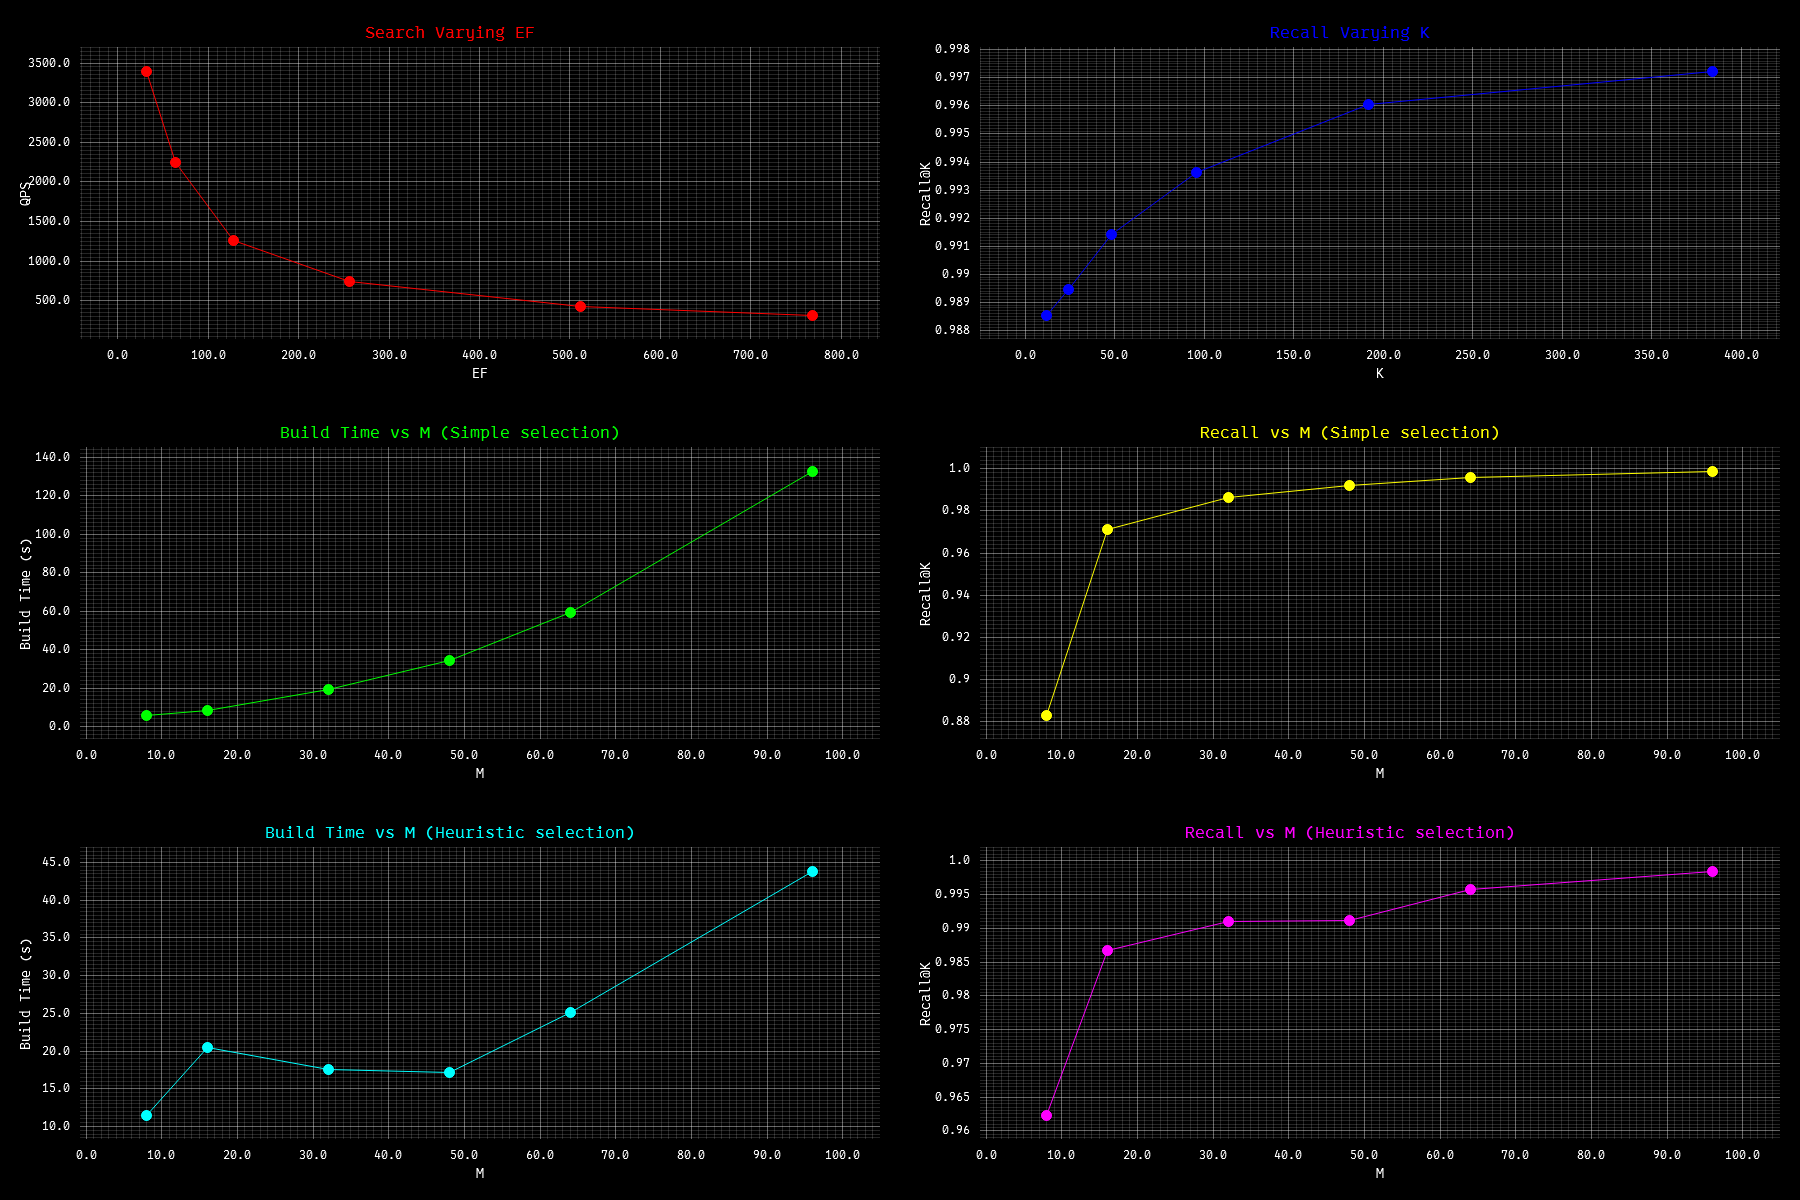 Search Varying EF
3500.0
3000.0
2500.0
2000.0
1500.0
1000.0
500.0
QPS
0.0 100.0 200.0 300.0 400.0 500.0 600.0 700.0 800.0
EF
Recall Varying K
0.998
0.997
0.996
0.995
0.994
0.993
0.992
0.991
0.99
0.989
0.988
Recall@K
0.0 50.0 100.0 150.0 200.0 250.0 300.0 350.0 400.0
K
Build Time vs M (Simple selection)
140.0
120.0
100.0
80.0
60.0
40.0
20.0
0.0
Build Time (s)
0.0 10.0 20.0 30.0 40.0 50.0 60.0 70.0 80.0 90.0 100.0
M
Recall vs M (Simple selection)
1.0
0.98
0.96
0.94
0.92
0.9
0.88
Recall@K
0.0 10.0 20.0 30.0 40.0 50.0 60.0 70.0 80.0 90.0 100.0
M
Build Time vs M (Heuristic selection)
45.0
40.0
35.0
30.0
25.0
20.0
15.0
10.0
Build Time (s)
0.0 10.0 20.0 30.0 40.0 50.0 60.0 70.0 80.0 90.0 100.0
M
Recall vs M (Heuristic selection)
1.0
0.995
0.99
0.985
0.98
0.975
0.97
0.965
0.96
Recall@K
0.0 10.0 20.0 30.0 40.0 50.0 60.0 70.0 80.0 90.0 100.0
M